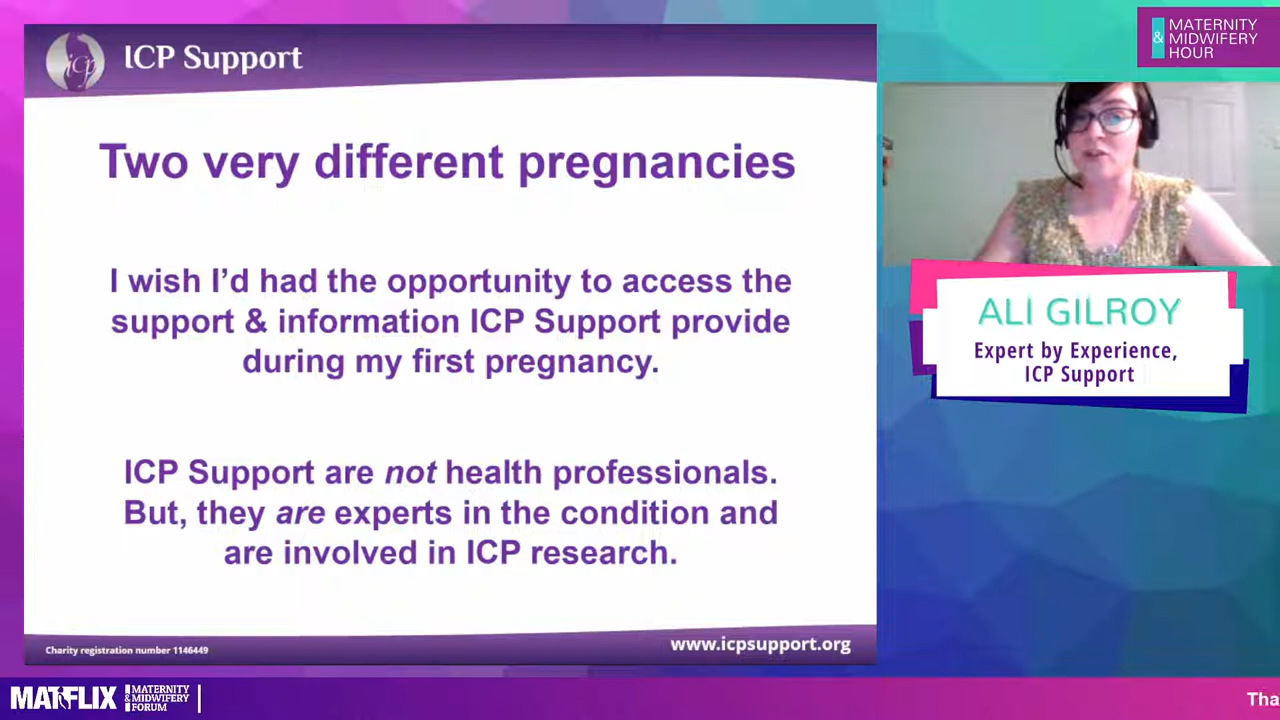 icp
ICP Support
Two very different pregnancies
I wish I'd had the opportunity to access the
support & information ICP Support provide
during my first pregnancy.
ICP Support are not health professionals.
But, they are experts in the condition and
are involved in ICP research.
Charity registration number 1146449
www.icpsupport.org
MATERNITY
& MIDWIFERY
HOUR
ALI GILROY
Expert by Experience,
ICP Support
MATFLIX
MATERNITY
& MIDWIFERY
FORUM
Tha